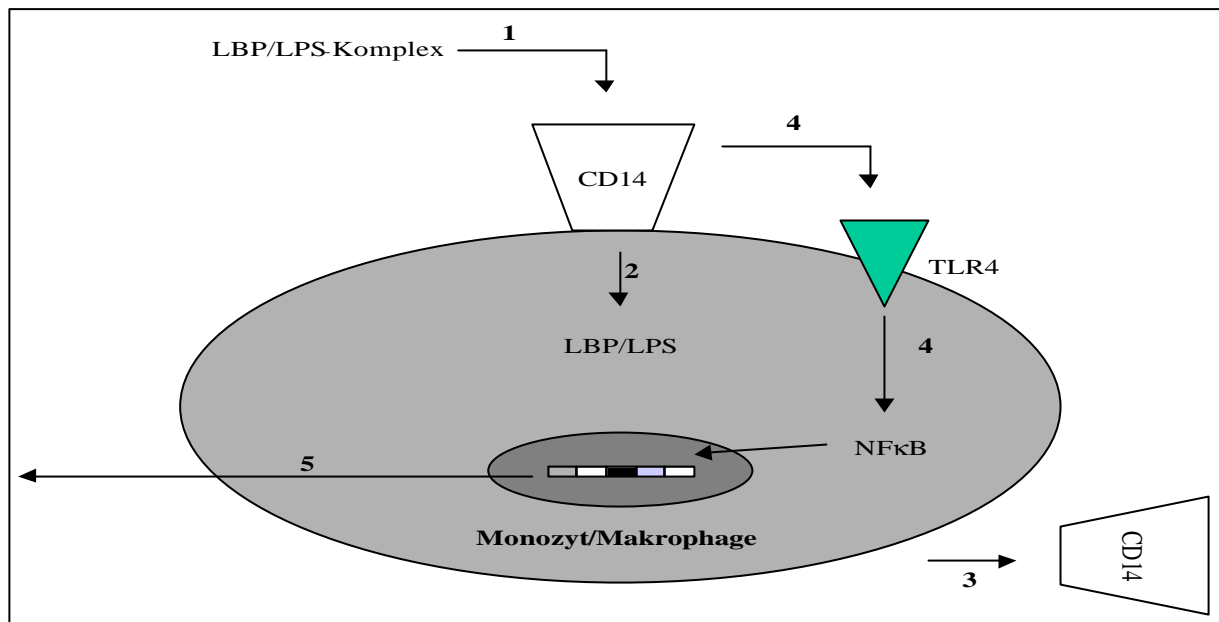 1
LBP/LPS-Komplex
4
CD14
TLR4
2
LBP/LPS
4
NFκB
5
Monozyt/Makrophage
3
CD14